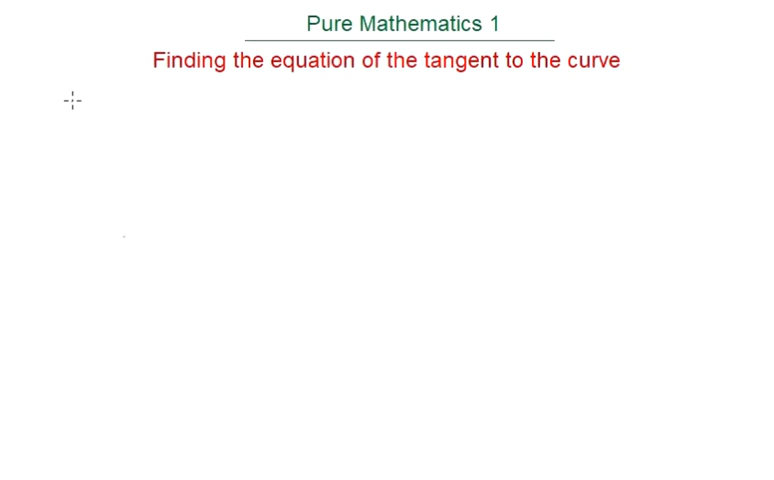 Pure Mathematics 1
Finding the equation of the tangent to the curve